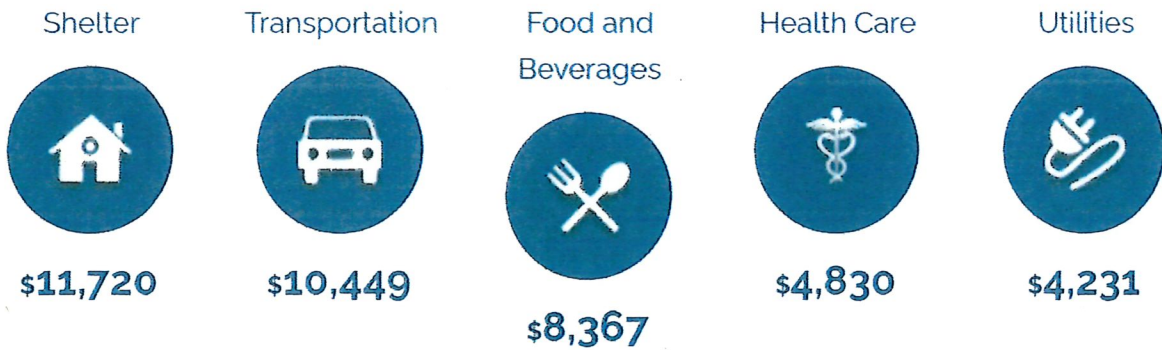 Shelter
$11,720
Transportation
$10,449
Food and
Beverages
$8,367
Health Care
$4,830
Utilities
$4,231